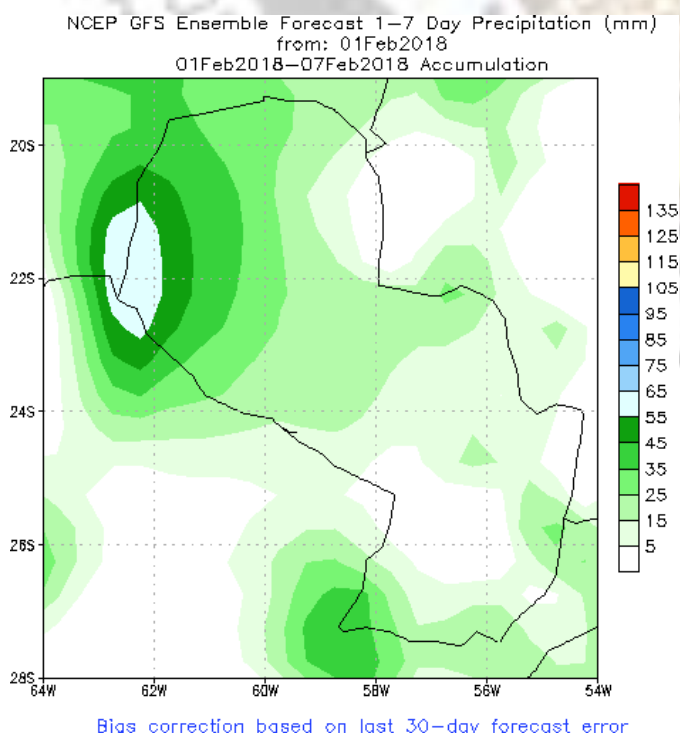 NCEP GFS Ensemble Forecast 1-7 Day Precipitation (mm)
from: 01Feb2018
01Feb2018-07Feb2018 Accumulation
20S
22S
24S
26S
28S
64W
62W
60W
58W
56W
54W
135
125
115
105
95
85
75
65
55
45
35
25
15
5
Bias correction based on last 30-day forecast error